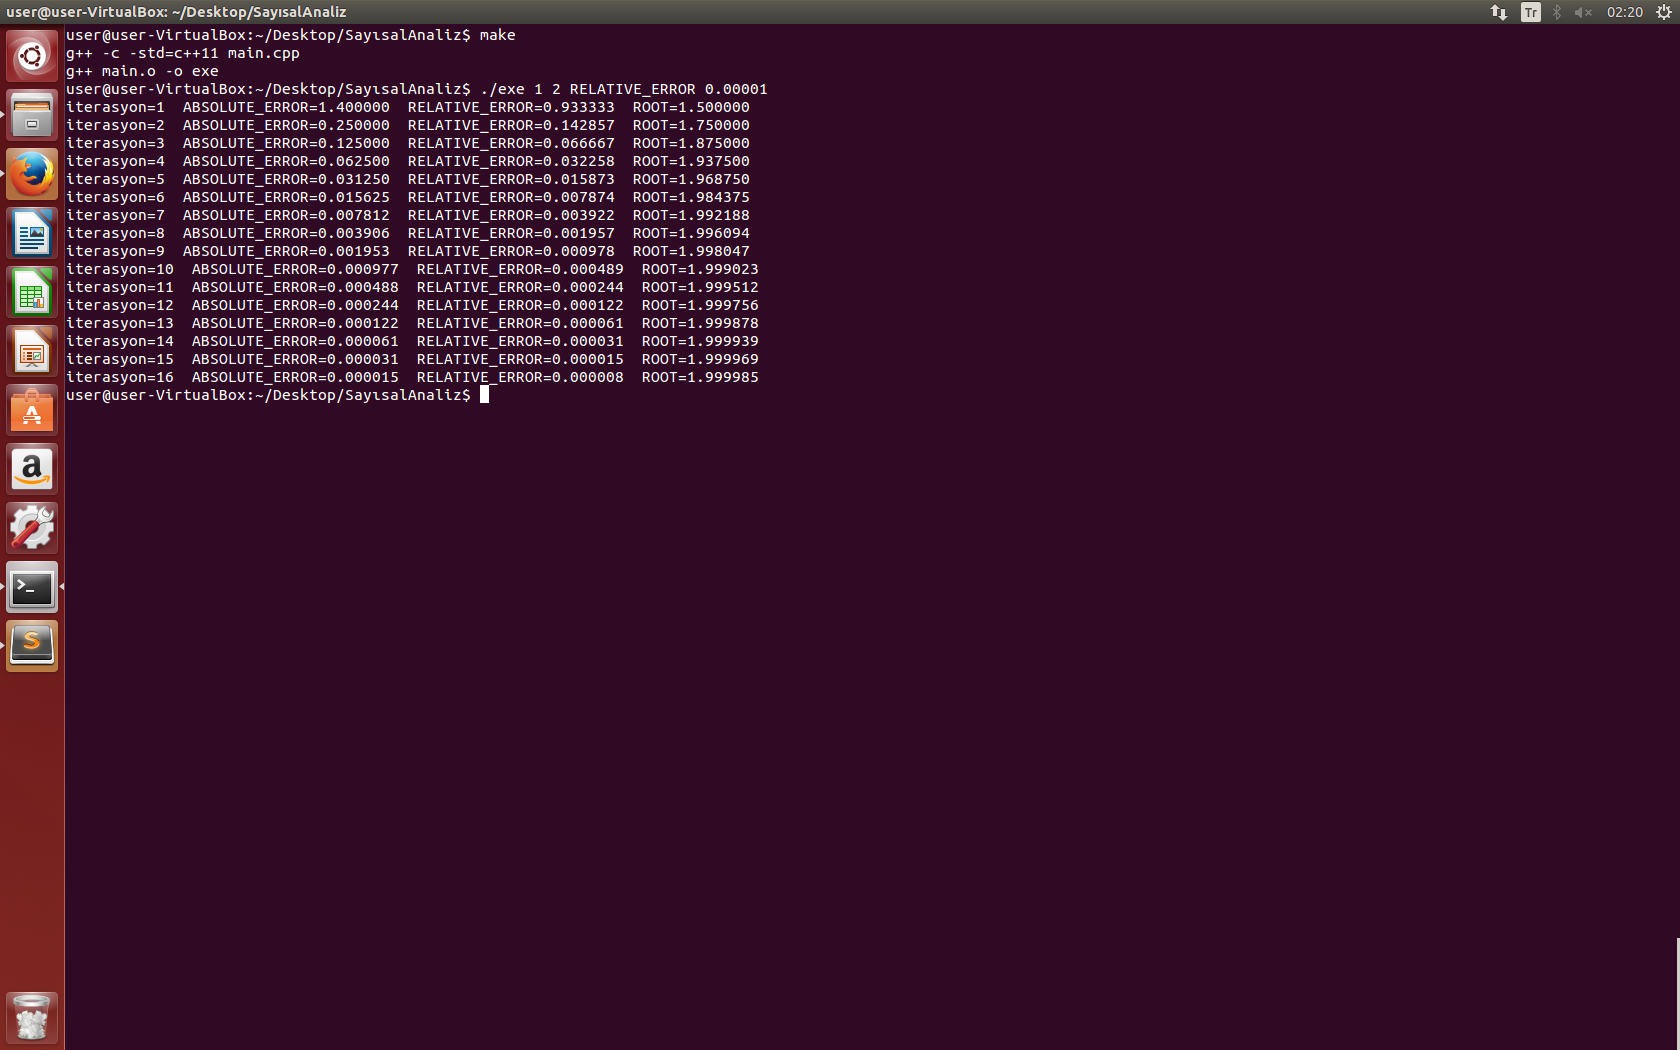 user@user-VirtualBox: ~/Desktop/SayısalAnaliz
Tr
02:20
user@user-VirtualBox:~/Desktop/SayısalAnaliz$ make
g++ -c -std=c++11 main.cpp
g++ main.o -o exe
user@user-VirtualBox:~/Desktop/SayısalAnaliz$ ./exe 1 2 RELATIVE_ERROR 0.00001
iterasyon=1  ABSOLUTE_ERROR=1.400000  RELATIVE_ERROR=0.933333  ROOT=1.500000
iterasyon=2  ABSOLUTE_ERROR=0.250000  RELATIVE_ERROR=0.142857  ROOT=1.750000
iterasyon=3  ABSOLUTE_ERROR=0.125000  RELATIVE_ERROR=0.066667  ROOT=1.875000
iterasyon=4  ABSOLUTE_ERROR=0.062500  RELATIVE_ERROR=0.032258  ROOT=1.937500
iterasyon=5  ABSOLUTE_ERROR=0.031250  RELATIVE_ERROR=0.015873  ROOT=1.968750
iterasyon=6  ABSOLUTE_ERROR=0.015625  RELATIVE_ERROR=0.007874  ROOT=1.984375
iterasyon=7  ABSOLUTE_ERROR=0.007812  RELATIVE_ERROR=0.003922  ROOT=1.992188
iterasyon=8  ABSOLUTE_ERROR=0.003906  RELATIVE_ERROR=0.001957  ROOT=1.996094
iterasyon=9  ABSOLUTE_ERROR=0.001953  RELATIVE_ERROR=0.000978  ROOT=1.998047
iterasyon=10  ABSOLUTE_ERROR=0.000977  RELATIVE_ERROR=0.000489  ROOT=1.999023
iterasyon=11  ABSOLUTE_ERROR=0.000488  RELATIVE_ERROR=0.000244  ROOT=1.999512
iterasyon=12  ABSOLUTE_ERROR=0.000244  RELATIVE_ERROR=0.000122  ROOT=1.999756
iterasyon=13  ABSOLUTE_ERROR=0.000122  RELATIVE_ERROR=0.000061  ROOT=1.999878
iterasyon=14  ABSOLUTE_ERROR=0.000061  RELATIVE_ERROR=0.000031  ROOT=1.999939
iterasyon=15  ABSOLUTE_ERROR=0.000031  RELATIVE_ERROR=0.000015  ROOT=1.999969
iterasyon=16  ABSOLUTE_ERROR=0.000015  RELATIVE_ERROR=0.000008  ROOT=1.999985
user@user-VirtualBox:~/Desktop/SayısalAnaliz$